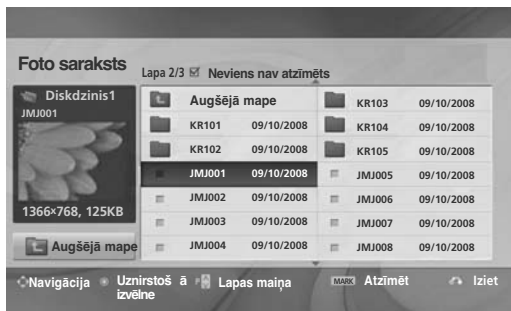 Foto saraksts
Lapa 2/3 Neviens nav atzīmēts
Diskdzinis1
JMJ001
1366×768, 125KB
Augšējā mape
Augšējā mape
KR101 09/10/2008
KR102 09/10/2008
JMJ001 09/10/2008
JMJ002 09/10/2008
JMJ003 09/10/2008
JMJ004 09/10/2008
KR103 09/10/2008
KR104 09/10/2008
KR105 09/10/2008
JMJ005 09/10/2008
JMJ006 09/10/2008
JMJ007 09/10/2008
JMJ008 09/10/2008
Navigācija Uznirstoš ā izvēlne Lapas maiņa MARK Atzīmēt Iziet